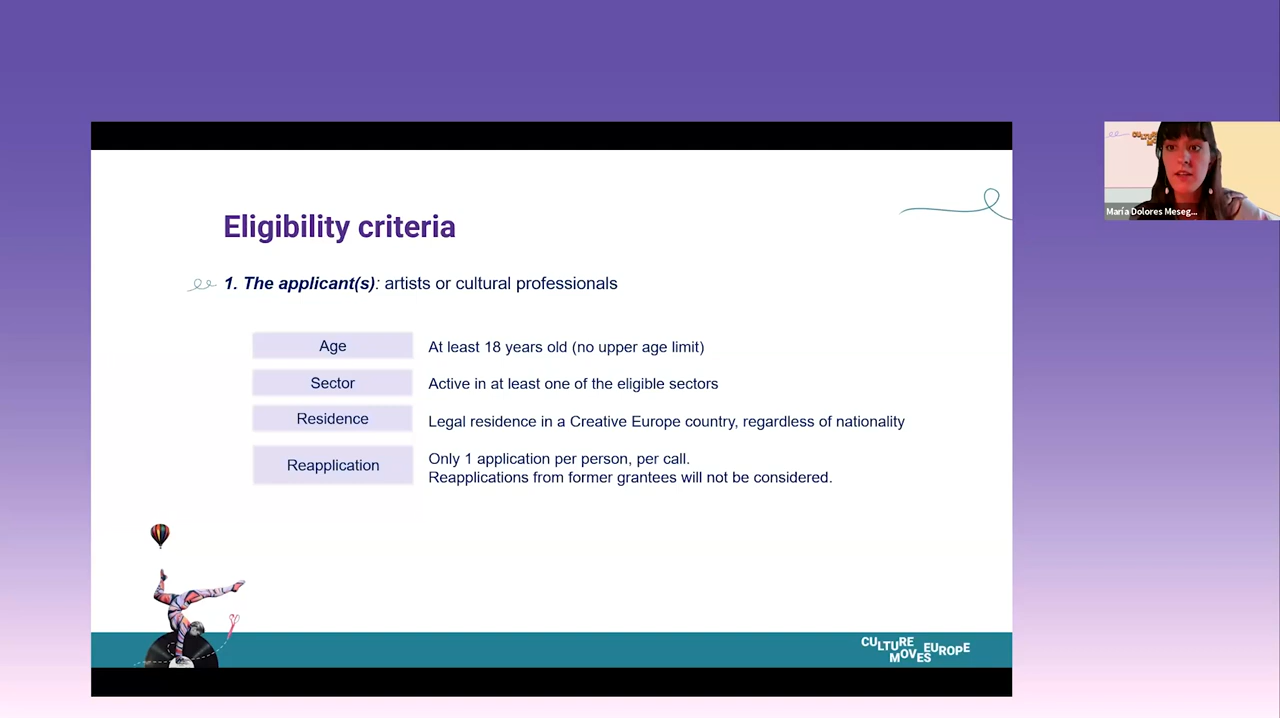 Eligibility criteria
1. The applicant(s): artists or cultural professionals
Age
At least 18 years old (no upper age limit)
Sector
Active in at least one of the eligible sectors
Residence
Legal residence in a Creative Europe country, regardless of nationality
Reapplication
Only 1 application per person, per call.
Reapplications from former grantees will not be considered.
CULTURE
MOVES EUROPE
María Dolores Meseg...